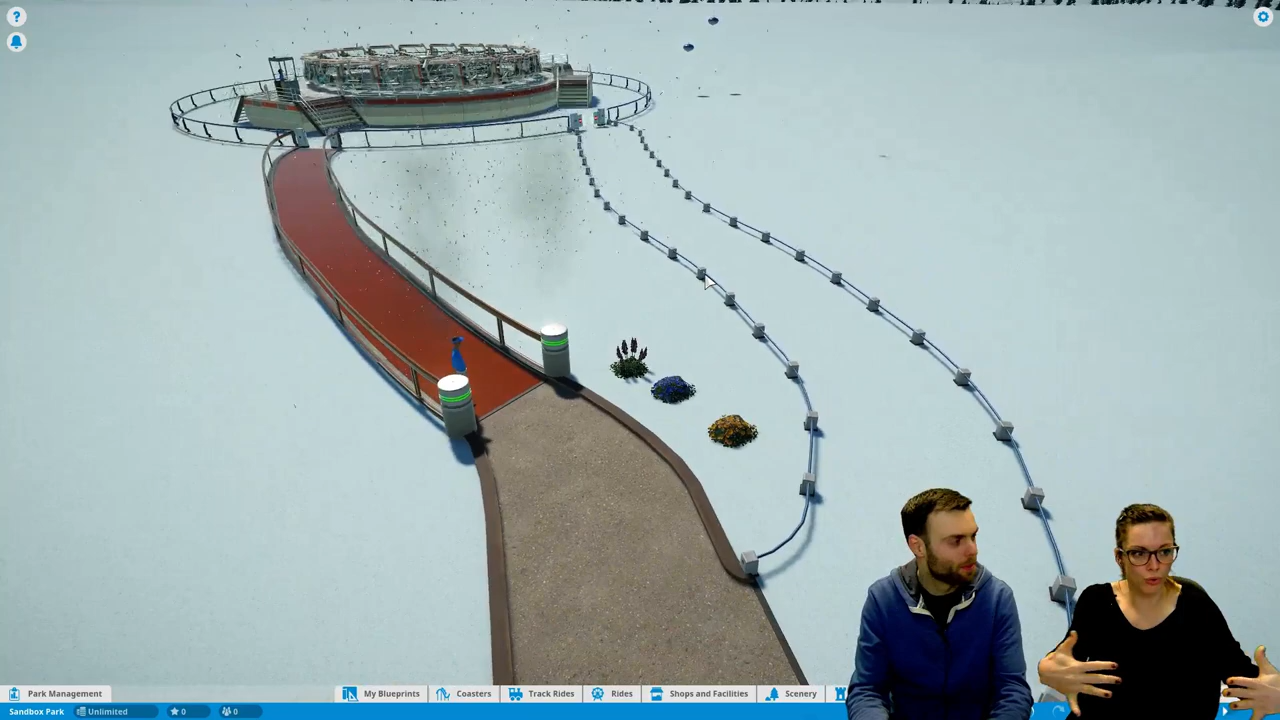 ?
Park Management
My Blueprints
Coasters
Track Rides
Rides
Shops and Facilities
Scenery
Sandbox Park
Unlimited
0
0